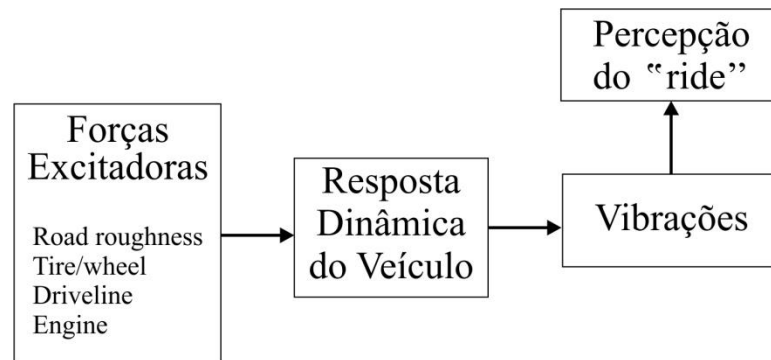 Forças
Excitadoras
Road roughness
Tire/wheel
Driveline
Engine
Resposta
Dinâmica
do Veículo
Vibrações
Percepção
do “ride”